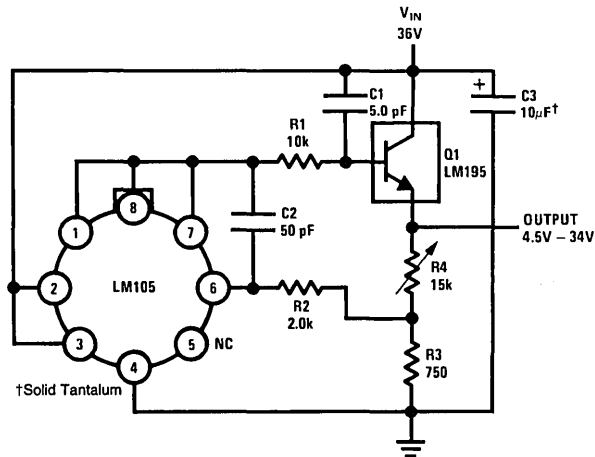 VIN
36V
C1
5.0 pF
+
C3
10µF†
R1
10k
Q1
LM195
8
1
7
C2
50 pF
OUTPUT
4.5V – 34V
2
LM105
6
R4
15k
R2
2.0k
3
5
NC
4
R3
750
†Solid Tantalum